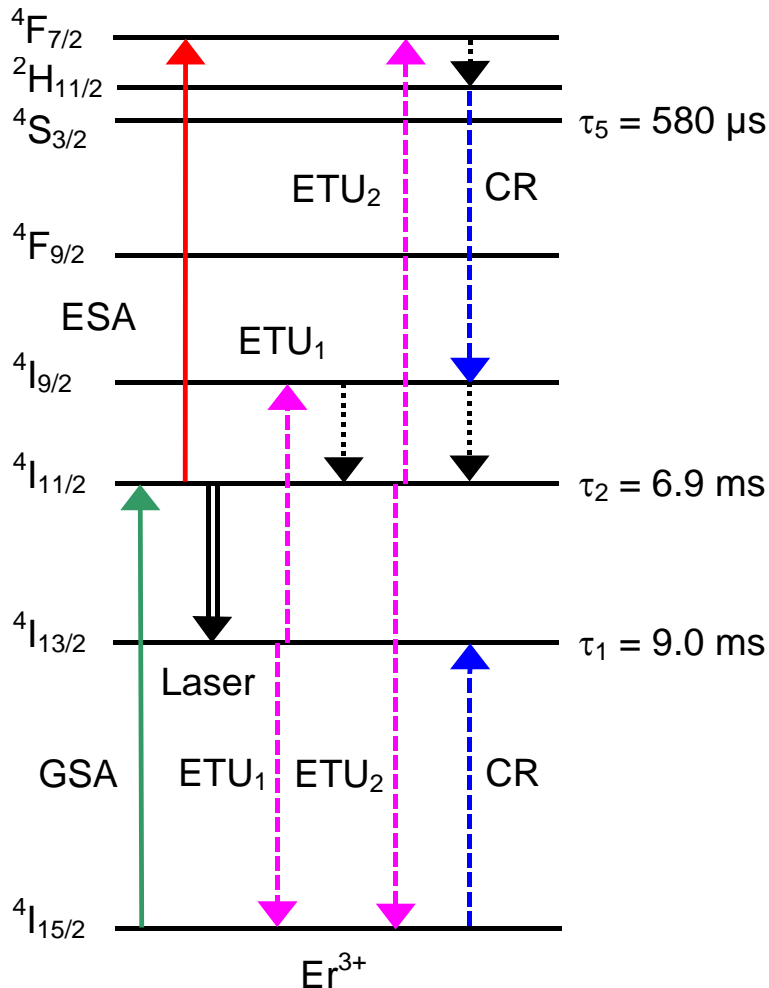 ⁴F₇/₂
²H₁₁/₂
⁴S₃/₂ τ₅ = 580 µs
ETU₂ CR
⁴F₉/₂
ESA ETU₁
⁴I₉/₂
⁴I₁₁/₂ τ₂ = 6.9 ms
⁴I₁₃/₂ τ₁ = 9.0 ms
Laser
GSA ETU₁ ETU₂ CR
⁴I₁₅/₂
Er³⁺